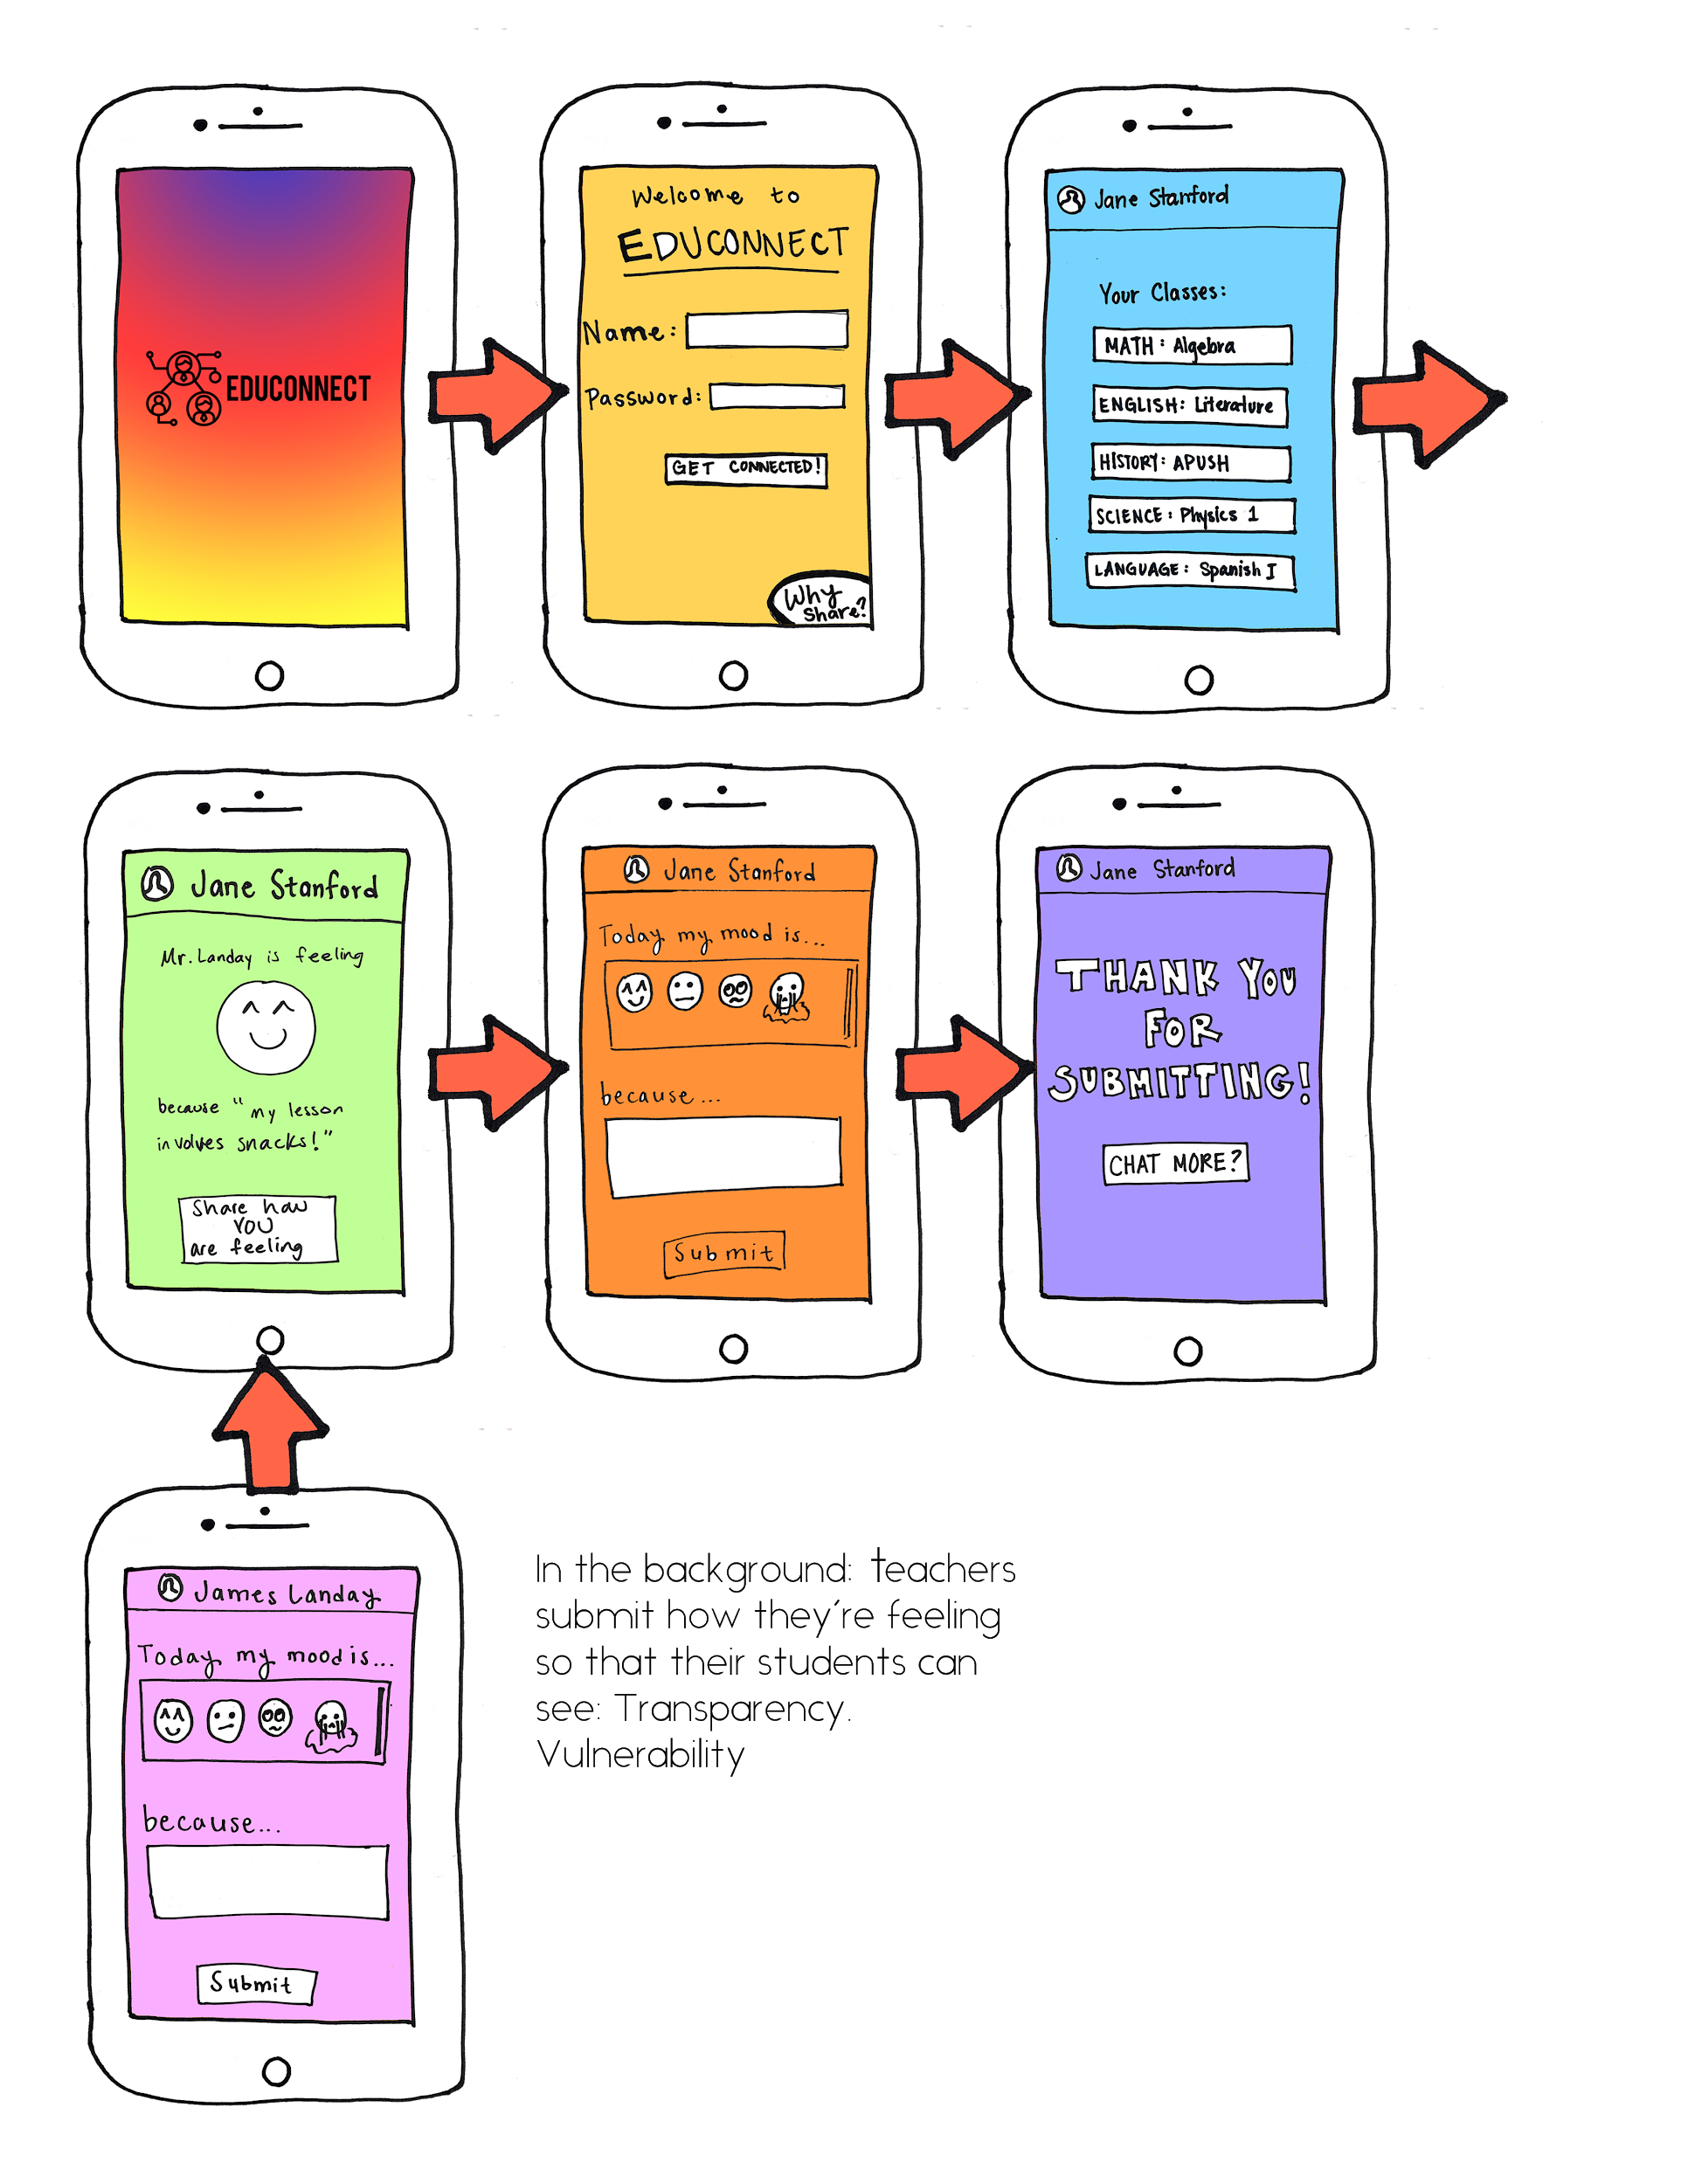 EDUCONNECT
Welcome to
EDUCONNECT
Name:
Password:
GET CONNECTED!
Why
Share?
Jane Stanford
Your Classes:
MATH: Algebra
ENGLISH: Literature
HISTORY: APUSH
SCIENCE: Physics 1
LANGUAGE: Spanish I
Jane Stanford
Mr. Landay is feeling
because "my lesson
involves snacks!"
Share how
YOU
are feeling
Jane Stanford
Today my mood is...
because...
Submit
Jane Stanford
THANK YOU
FOR
SUBMITTING!
CHAT MORE?
James Landay
Today my mood is...
because...
Submit
In the background: teachers
submit how they're feeling
so that their students can
see: Transparency.
Vulnerability